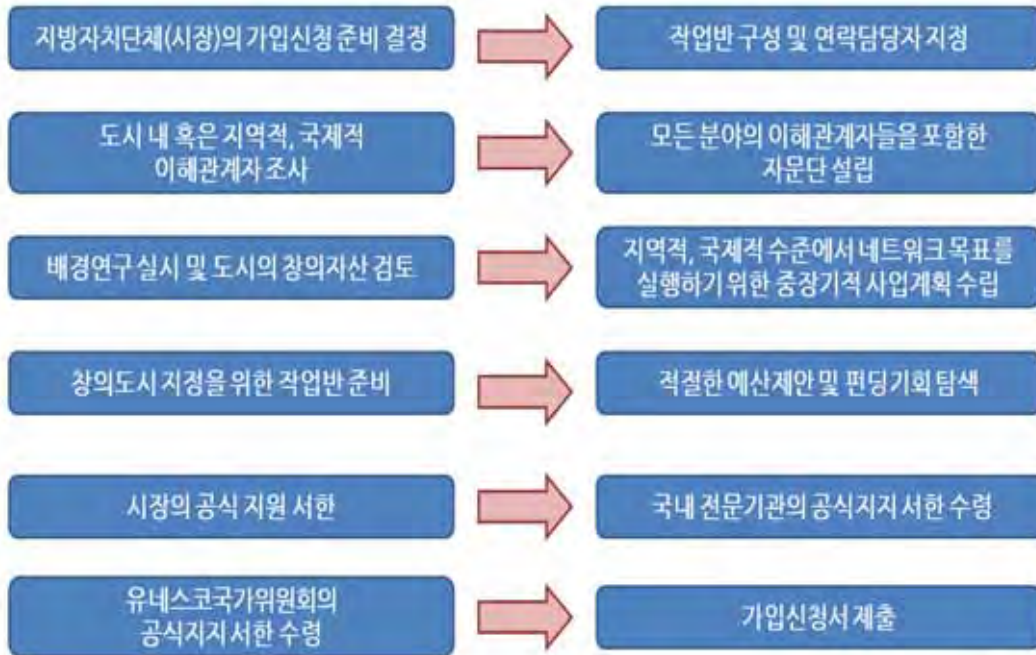 지방자치단체(시장)의 가입신청 준비 결정
작업반 구성 및 연락담당자 지정
도시 내 혹은 지역적, 국제적
이해관계자 조사
모든 분야의 이해관계자들을 포함한
자문단 설립
배경연구 실시 및 도시의 창의자산 검토
지역적, 국제적 수준에서 네트워크 목표를
실행하기 위한 중장기적 사업계획 수립
창의도시 지정을 위한 작업반 준비
적절한 예산제안 및 펀딩기회 탐색
시장의 공식 지원 서한
국내 전문기관의 공식지지 서한 수령
유네스코국가위원회의
공식지지 서한 수령
가입신청서 제출